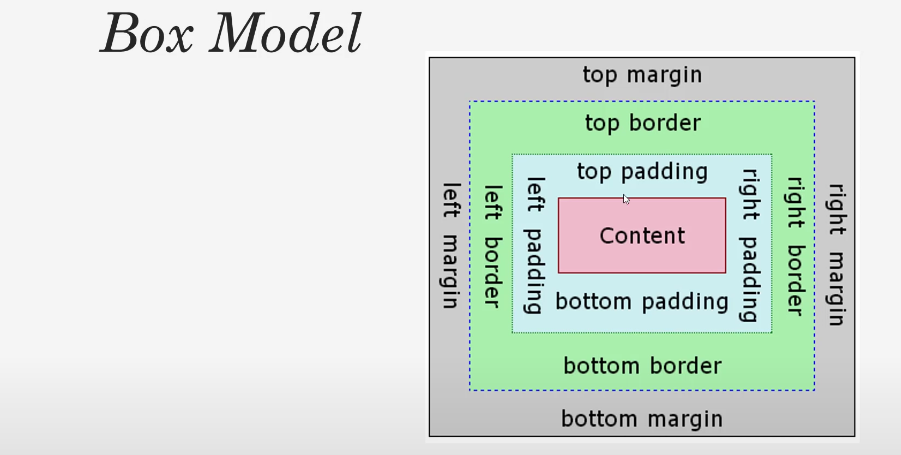 Box Model
top margin
top border
top padding
left margin
left border
left padding
Content
right padding
right border
right margin
bottom padding
bottom border
bottom margin